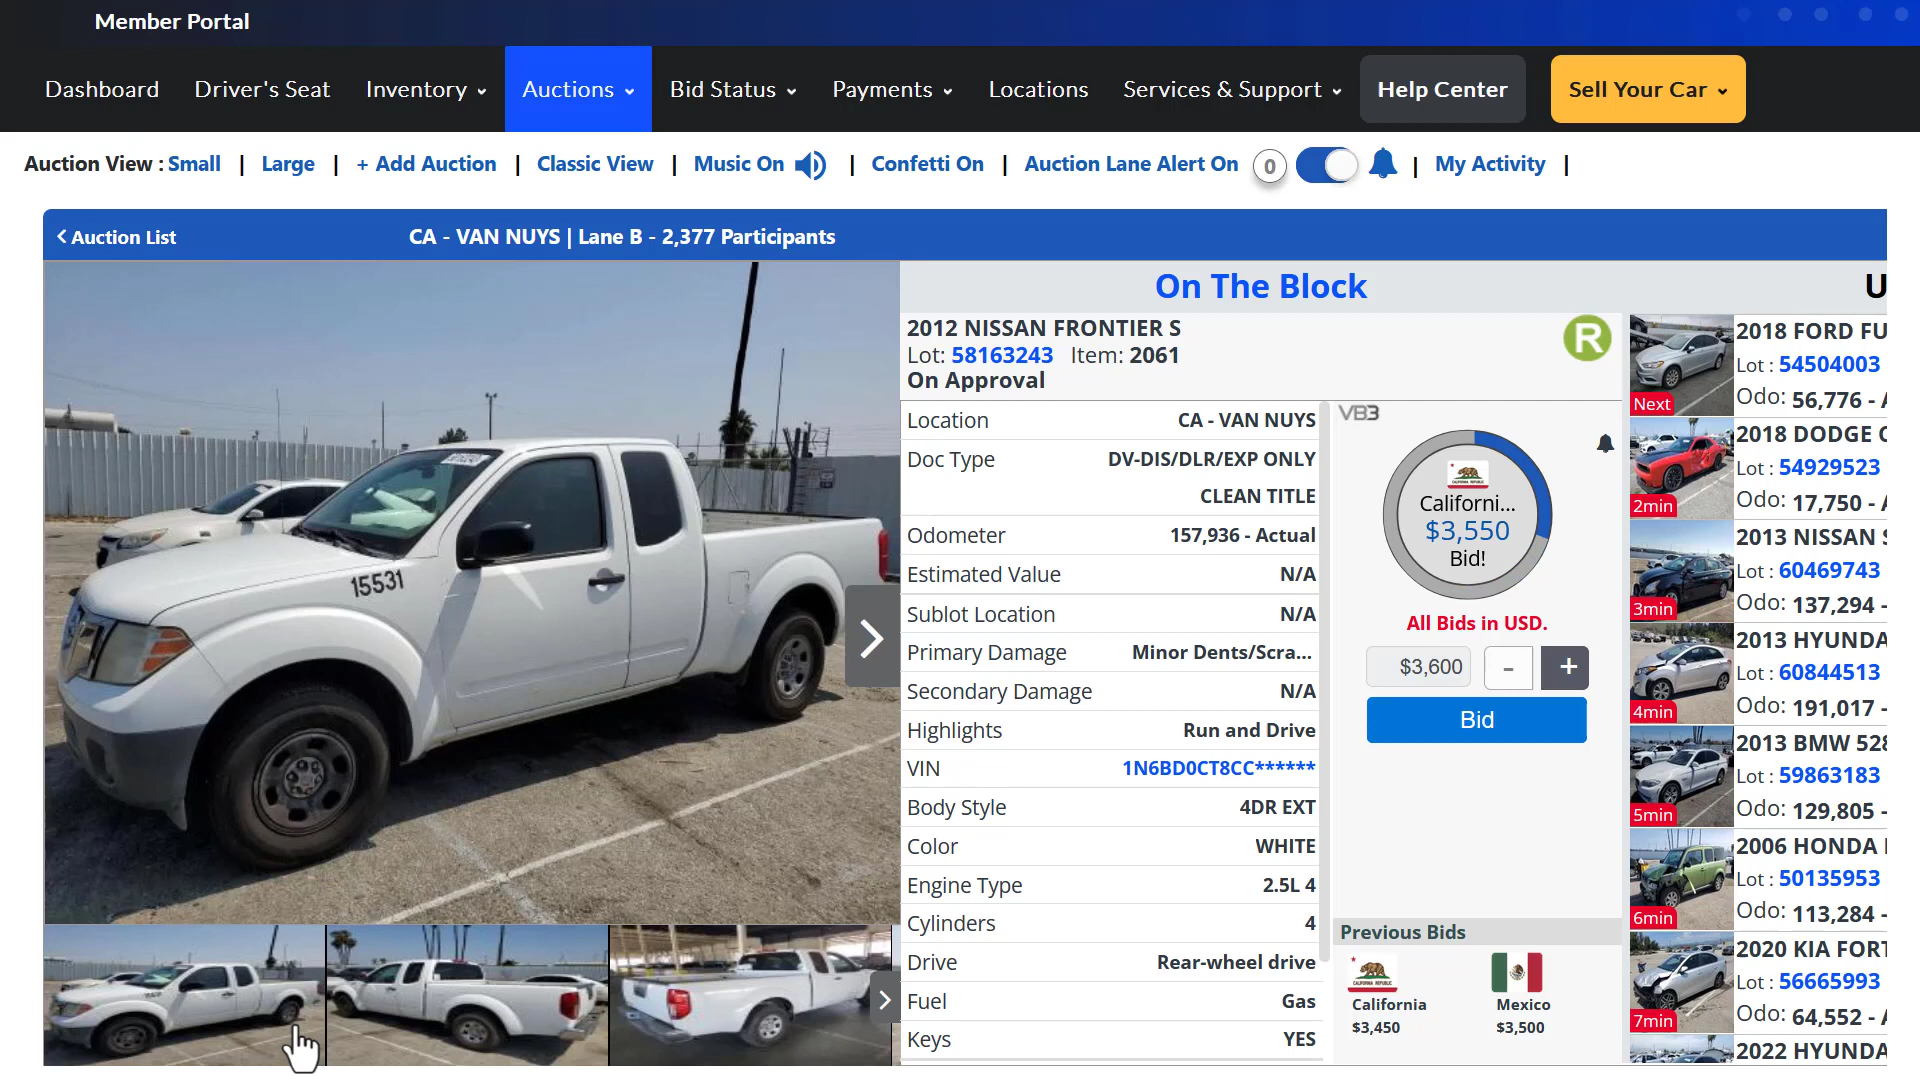 Member Portal
Dashboard Driver's Seat Inventory Auctions Bid Status Payments Locations Services & Support Help Center Sell Your Car
Auction View : Small | Large | + Add Auction | Classic View | Music On | Confetti On | Auction Lane Alert On 0 | My Activity |
Auction List
CA - VAN NUYS | Lane B - 2,377 Participants
15531
On The Block
2012 NISSAN FRONTIER S
Lot: 58163243 Item: 2061
On Approval
R
Location CA - VAN NUYS
Doc Type DV-DIS/DLR/EXP ONLY
CLEAN TITLE
Odometer 157,936 - Actual
Estimated Value N/A
Sublot Location N/A
Primary Damage Minor Dents/Scra...
Secondary Damage N/A
Highlights Run and Drive
VIN 1N6BD0CT8CC******
Body Style 4DR EXT
Color WHITE
Engine Type 2.5L 4
Cylinders 4
Drive Rear-wheel drive
Fuel Gas
Keys YES
VB3
Californi...
$3,550
Bid!
All Bids in USD.
$3,600 - +
Bid
Previous Bids
California
$3,450
Mexico
$3,500
U
2018 FORD FU
Lot : 54504003
Odo: 56,776 - A
Next
2018 DODGE C
Lot : 54929523
Odo: 17,750 - A
2min
2013 NISSAN S
Lot : 60469743
Odo: 137,294 -
3min
2013 HYUNDA
Lot : 60844513
Odo: 191,017 -
4min
2013 BMW 528
Lot : 59863183
Odo: 129,805 -
5min
2006 HONDA
Lot : 50135953
Odo: 113,284 -
6min
2020 KIA FORT
Lot : 56665993
Odo: 64,552 - A
7min
2022 HYUNDA